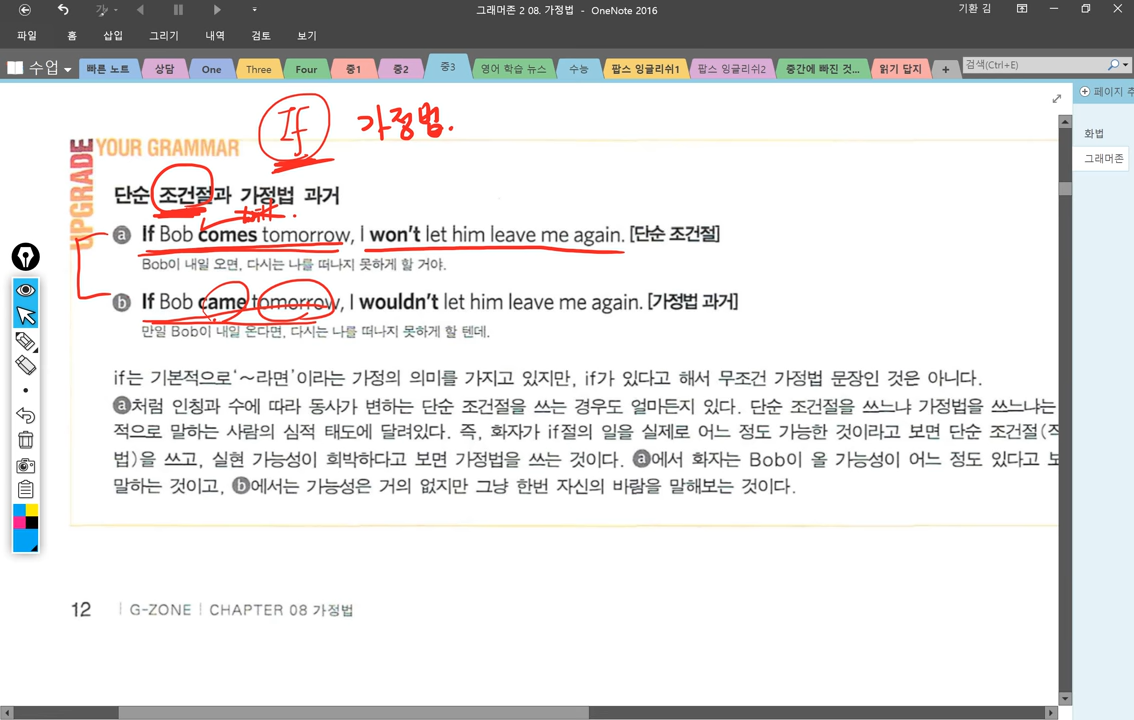 그래머존 2 08. 가정법 - OneNote 2016
기환 김
파일 홈 삽입 그리기 내역 검토 보기
수업 빠른 노트 상담 One Three Four 중1 중2 중3 영어 학습 뉴스 수능 팝스 잉글리쉬1 팝스 잉글리쉬2 중간에 빠진 것... 읽기 답지 + 검색(Ctrl+E)
페이지 추
화법
그래머존
If 가정법.
UPGRADE YOUR GRAMMAR
단순 조건절과 가정법 과거
will.
a If Bob comes tomorrow, I won't let him leave me again. [단순 조건절]
Bob이 내일 오면, 다시는 나를 떠나지 못하게 할 거야.
b If Bob came tomorrow, I wouldn't let him leave me again. [가정법 과거]
만일 Bob이 내일 온다면, 다시는 나를 떠나지 못하게 할 텐데.
if는 기본적으로 '~라면'이라는 가정의 의미를 가지고 있지만, if가 있다고 해서 무조건 가정법 문장인 것은 아니다.
a처럼 인칭과 수에 따라 동사가 변하는 단순 조건절을 쓰는 경우도 얼마든지 있다. 단순 조건절을 쓰느냐 가정법을 쓰느냐는
적으로 말하는 사람의 심적 태도에 달려있다. 즉, 화자가 if절의 일을 실제로 어느 정도 가능한 것이라고 보면 단순 조건절(직
법)을 쓰고, 실현 가능성이 희박하다고 보면 가정법을 쓰는 것이다. a에서 화자는 Bob이 올 가능성이 어느 정도 있다고 보
말하는 것이고, b에서는 가능성은 거의 없지만 그냥 한번 자신의 바람을 말해보는 것이다.
12 | G-ZONE | CHAPTER 08 가정법